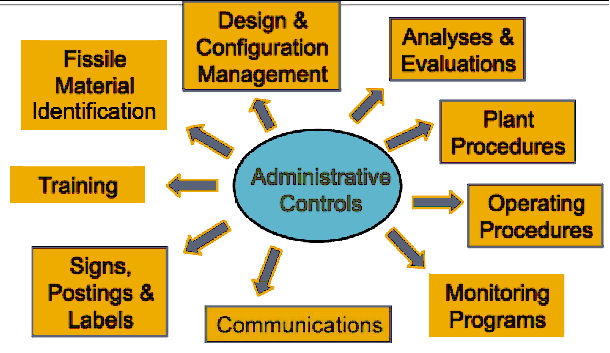 Design &
Configuration
Management
Analyses &
Evaluations
Fissile
Material
Identification
Plant
Procedures
Administrative
Controls
Training
Operating
Procedures
Signs,
Postings &
Labels
Monitoring
Programs
Communications